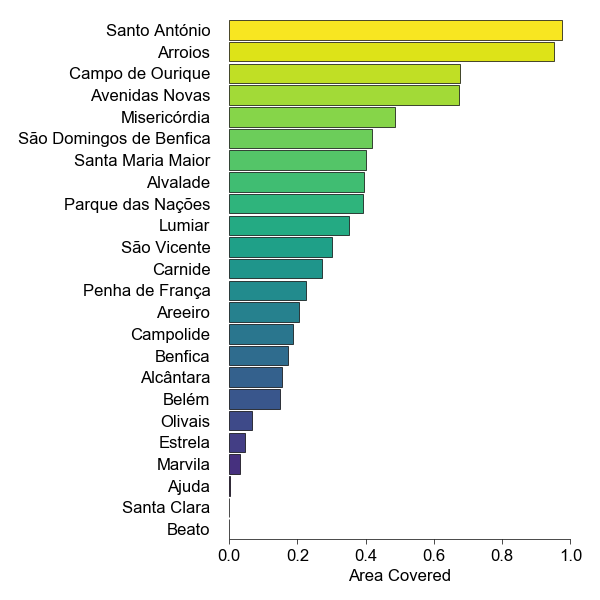 Santo António
Arroios
Campo de Ourique
Avenidas Novas
Misericórdia
São Domingos de Benfica
Santa Maria Maior
Alvalade
Parque das Nações
Lumiar
São Vicente
Carnide
Penha de França
Areeiro
Campolide
Benfica
Alcântara
Belém
Olivais
Estrela
Marvila
Ajuda
Santa Clara
Beato
0.0 0.2 0.4 0.6 0.8 1.0
Area Covered